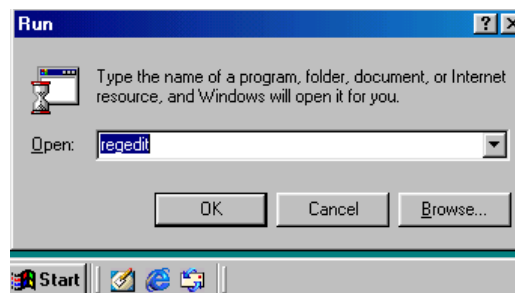 Run
Type the name of a program, folder, document, or Internet
resource, and Windows will open it for you.
Open: regedit
OK Cancel Browse...
Start